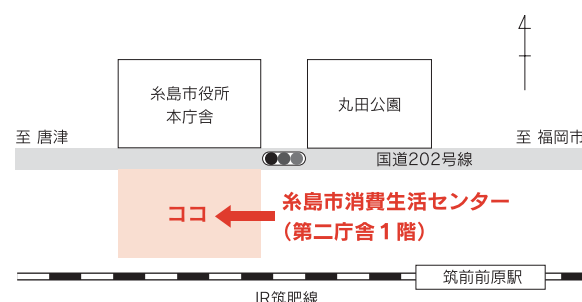 糸島市役所
本庁舎
丸田公園
至 唐津
至 福岡市
国道202号線
ココ
糸島市消費生活センター
(第二庁舎1階)
筑前前原駅
JR筑肥線